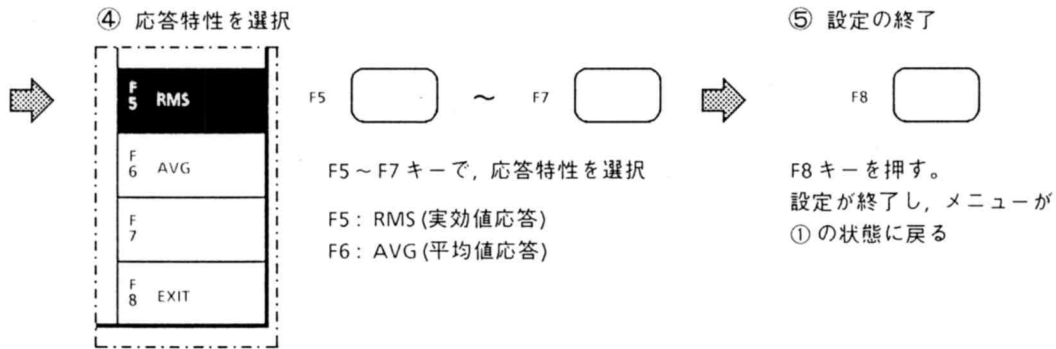 ④ 応答特性を選択
F5 RMS
F6 AVG
F7
F8 EXIT
F5 ～ F7
F5～F7キーで,応答特性を選択
F5: RMS(実効値応答)
F6: AVG(平均値応答)
⑤ 設定の終了
F8
F8キーを押す。
設定が終了し,メニューが
①の状態に戻る